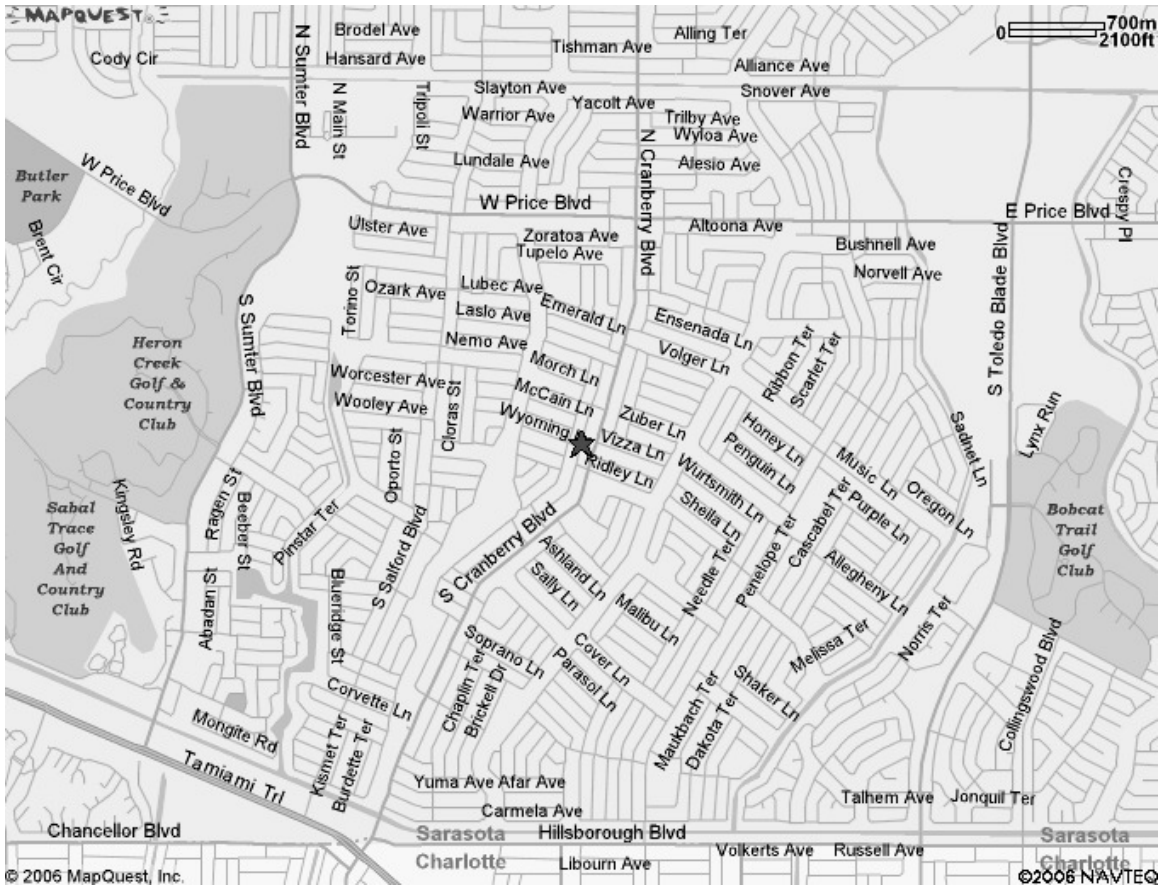 MAPQUEST
700m
0
2100ft
Brodel Ave
Alling Ter
Tishman Ave
Cody Cir
Hansard Ave
N Sumter Blvd
Alliance Ave
Slayton Ave
Snover Ave
N Main St
Tripoli St
Yacolt Ave
Warrior Ave
Trilby Ave
Wyloa Ave
N Cranberry Blvd
Lundale Ave
Alesio Ave
Butler
Park
W Price Blvd
Crespy Pl
W Price Blvd
E Price Blvd
Ulster Ave
Altoona Ave
Zoratoa Ave
Bushnell Ave
Brent Cir
Tupelo Ave
Norvell Ave
S Toledo Blade Blvd
Torino St
Ozark Ave
Lubec Ave
Emerald Ln
Laslo Ave
Ensenada Ln
S Sumter Blvd
Nemo Ave
Volger Ln
Ribbon Ter
Scarlet Ter
Heron
Creek
Golf &
Country
Club
Morch Ln
Worcester Ave
McCain Ln
Wooley Ave
Cloras St
Wyoming
Zuber Ln
Vizza Ln
Honey Ln
Penguin Ln
Lynx Run
Sadnet Ln
Oporto St
Ridley Ln
Music Ln
Wurtsmith Ln
Oregon Ln
Ragen St
Beeber St
Kingsley Rd
Sheila Ln
Cascabel Ter
Purple Ln
Sabal
Trace
Golf
And
Country
Club
Pinstar Ter
S Salford Blvd
S Cranberry Blvd
Bobcat
Trail
Golf
Club
Ashland Ln
Needle Ter
Penelope Ter
Allegheny Ln
Sally Ln
Abapean St
Blueridge St
Malibu Ln
Norris Ter
Melissa Ter
Soprano Ln
Cover Ln
Collingswood Blvd
Chaplin Ter
Brickell Dr
Parasol Ln
Shaker Ln
Corvette Ln
Maukbach Ter
Dakota Ter
Mongite Rd
Kismet Ter
Burdette Ter
Tamiami Trl
Yuma Ave
Afar Ave
Carmela Ave
Talhem Ave
Jonquil Ter
Chancellor Blvd
Sarasota
Hillsborough Blvd
Sarasota
Charlotte
Libourn Ave
Volkerts Ave
Russell Ave
Charlotte
© 2006 MapQuest, Inc.
©2006 NAVTEQ